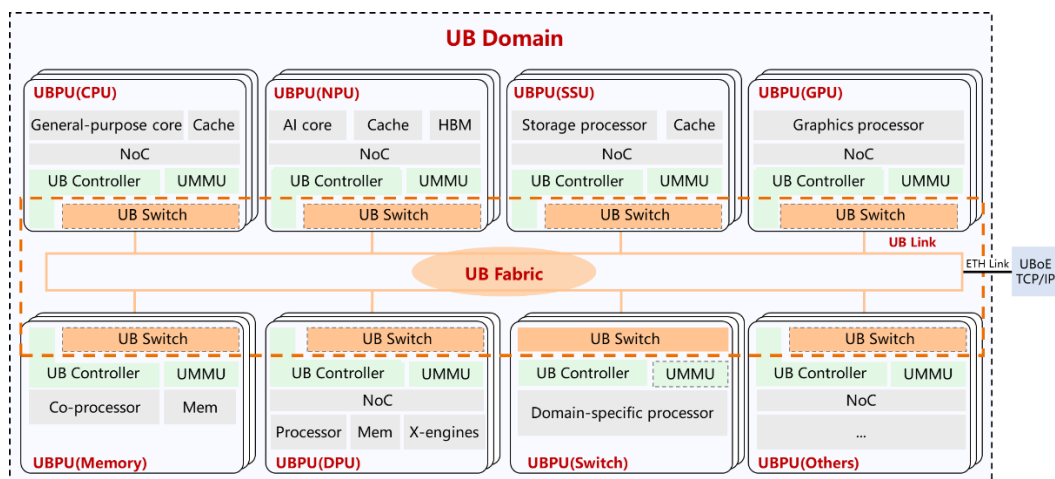 UB Domain
UBPU(CPU)
General-purpose core
Cache
NoC
UB Controller
UMMU
UB Switch
UBPU(NPU)
AI core
Cache
HBM
NoC
UB Controller
UMMU
UB Switch
UBPU(SSU)
Storage processor
Cache
NoC
UB Controller
UMMU
UB Switch
UBPU(GPU)
Graphics processor
NoC
UB Controller
UMMU
UB Switch
UB Link
UB Fabric
ETH Link
UBoE
TCP/IP
UB Switch
UB Controller
UMMU
Co-processor
Mem
UBPU(Memory)
UB Switch
UB Controller
UMMU
NoC
Processor
Mem
X-engines
UBPU(DPU)
UB Switch
UB Controller
UMMU
Domain-specific processor
UBPU(Switch)
UB Switch
UB Controller
UMMU
NoC
...
UBPU(Others)